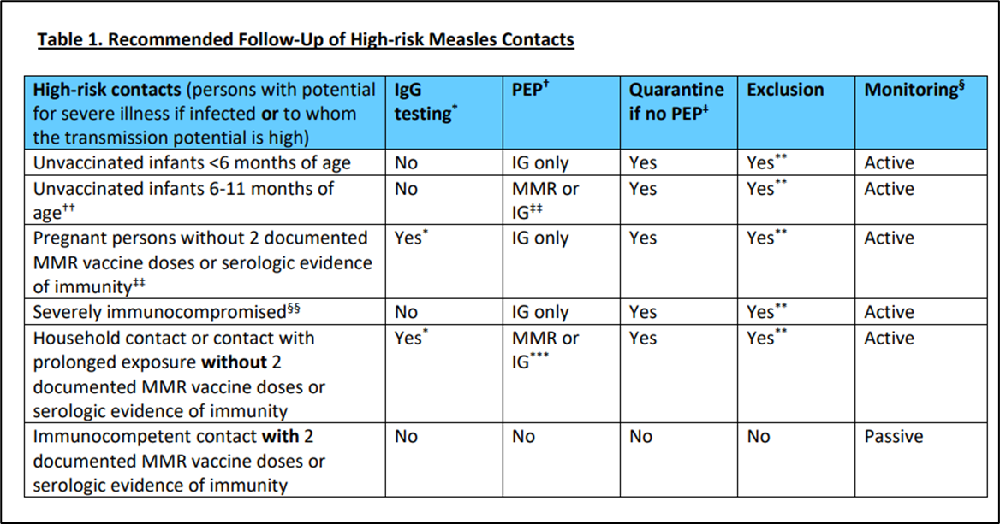 Table 1. Recommended Follow-Up of High-risk Measles Contacts
High-risk contacts (persons with potential for severe illness if infected or to whom the transmission potential is high) | IgG testing* | PEP† | Quarantine if no PEP‡ | Exclusion | Monitoring§
Unvaccinated infants <6 months of age | No | IG only | Yes | Yes** | Active
Unvaccinated infants 6-11 months of age†† | No | MMR or IG‡‡ | Yes | Yes** | Active
Pregnant persons without 2 documented MMR vaccine doses or serologic evidence of immunity‡‡ | Yes* | IG only | Yes | Yes** | Active
Severely immunocompromised§§ | No | IG only | Yes | Yes** | Active
Household contact or contact with prolonged exposure without 2 documented MMR vaccine doses or serologic evidence of immunity | Yes* | MMR or IG*** | Yes | Yes** | Active
Immunocompetent contact with 2 documented MMR vaccine doses or serologic evidence of immunity | No | No | No | No | Passive